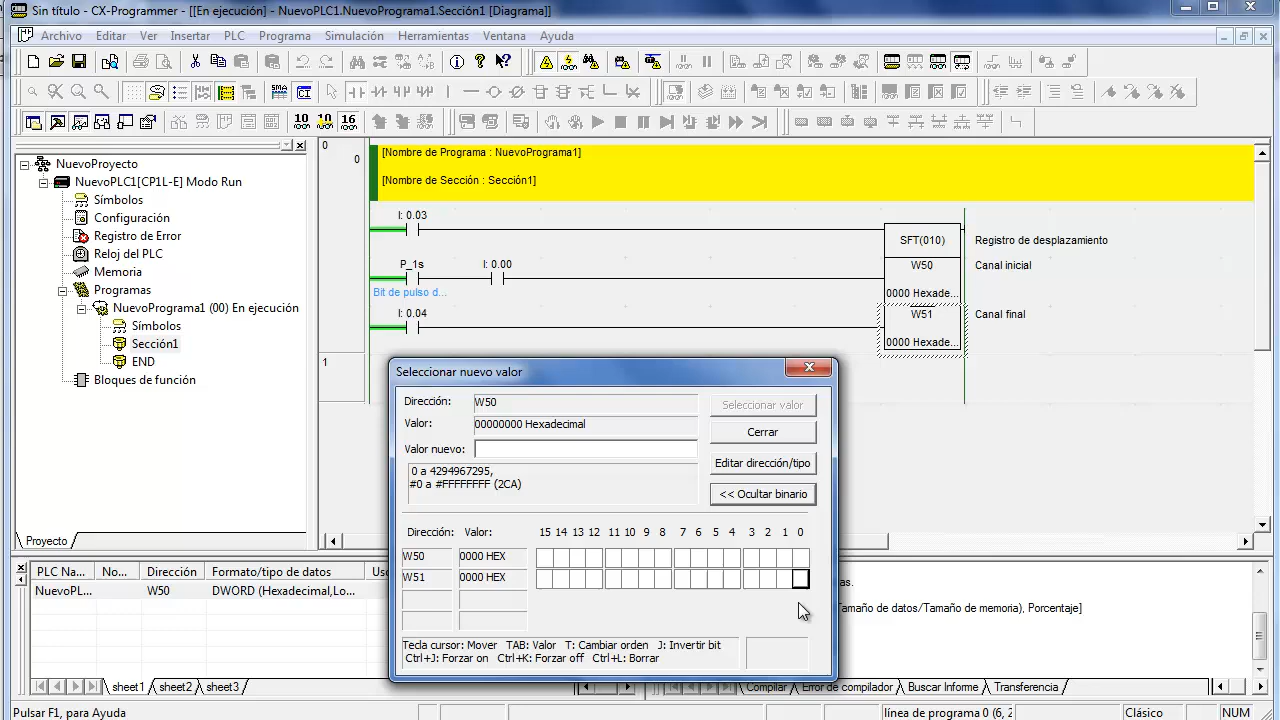 Sin título - CX-Programmer - [[En ejecución] - NuevoPLC1.NuevoPrograma1.Sección1 [Diagrama]]
Archivo Editar Ver Insertar PLC Programa Simulación Herramientas Ventana Ayuda
10 10 16
NuevoProyecto
NuevoPLC1[CP1L-E] Modo Run
Símbolos
Configuración
Registro de Error
Reloj del PLC
Memoria
Programas
NuevoPrograma1 (00) En ejecución
Símbolos
Sección1
END
Bloques de función
Proyecto
0
0
[Nombre de Programa : NuevoPrograma1]
[Nombre de Sección : Sección1]
I: 0.03
SFT(010) Registro de desplazamiento
P_1s I: 0.00 W50 Canal inicial
Bit de pulso d... 0000 Hexade...
I: 0.04 W51 Canal final
0000 Hexade...
1
Seleccionar nuevo valor
Dirección: W50 Seleccionar valor
Valor: 00000000 Hexadecimal Cerrar
Valor nuevo:
0 a 4294967295, Editar dirección/tipo
#0 a #FFFFFFFF (2CA) << Ocultar binario
Dirección: Valor: 15 14 13 12 11 10 9 8 7 6 5 4 3 2 1 0
W50 0000 HEX
W51 0000 HEX
Tecla cursor: Mover TAB: Valor T: Cambiar orden J: Invertir bit
Ctrl+J: Forzar on Ctrl+K: Forzar off Ctrl+L: Borrar
PLC Na... No... Dirección Formato/tipo de datos
NuevoPL... W50 DWORD (Hexadecimal,Lo...
sheet1 sheet2 sheet3
Tamaño de datos/Tamaño de memoria), Porcentaje]
Compilar Error de compilador Buscar Informe Transferencia
Pulsar F1, para Ayuda línea de programa 0 (6, 2 Clásico NUM